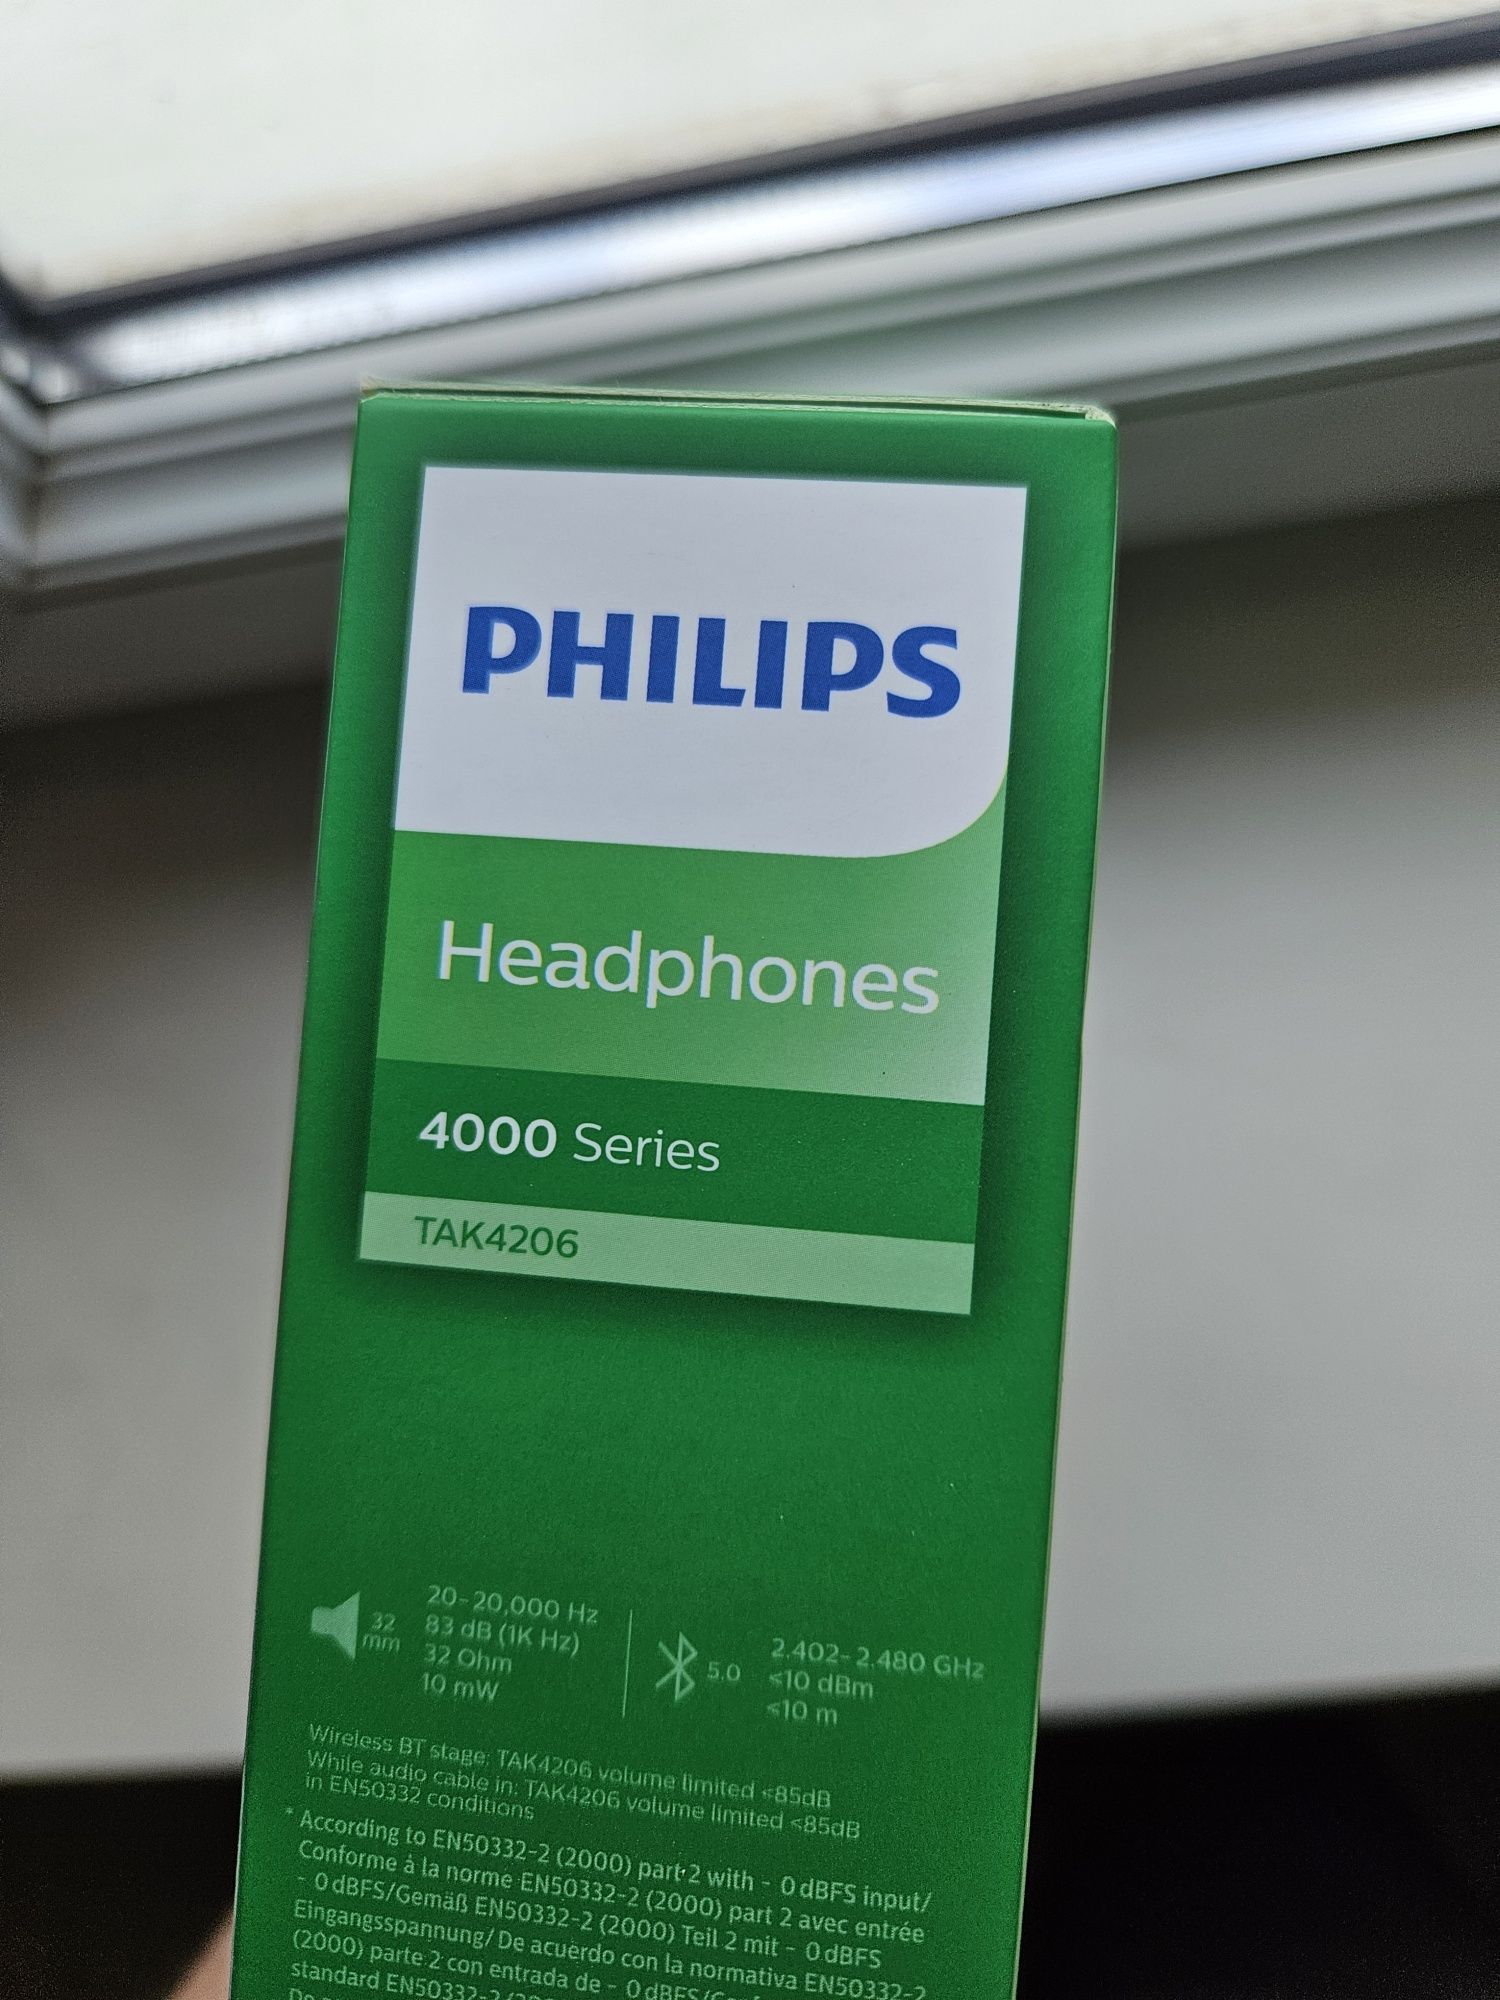 PHILIPS
Headphones
4000 Series
TAK4206
32
mm
20-20,000 Hz
83 dB (1K Hz)
32 Ohm
10 mW
5.0
2.402-2.480 GHz
<10 dBm
<10 m
Wireless BT stage: TAK4206 volume limited <85dB
While audio cable in: TAK4206 volume limited <85dB
in EN50332 conditions
* According to EN50332-2 (2000) part 2 with - 0 dBFS input/
Conforme à la norme EN50332-2 (2000) part 2 avec entrée
- 0 dBFS/Gemäß EN50332-2 (2000) Teil 2 mit - 0 dBFS
Eingangsspannung/ De acuerdo con la normativa EN50332-2
(2000) parte 2 con entrada de - 0 dBFS/
standard EN50332-2